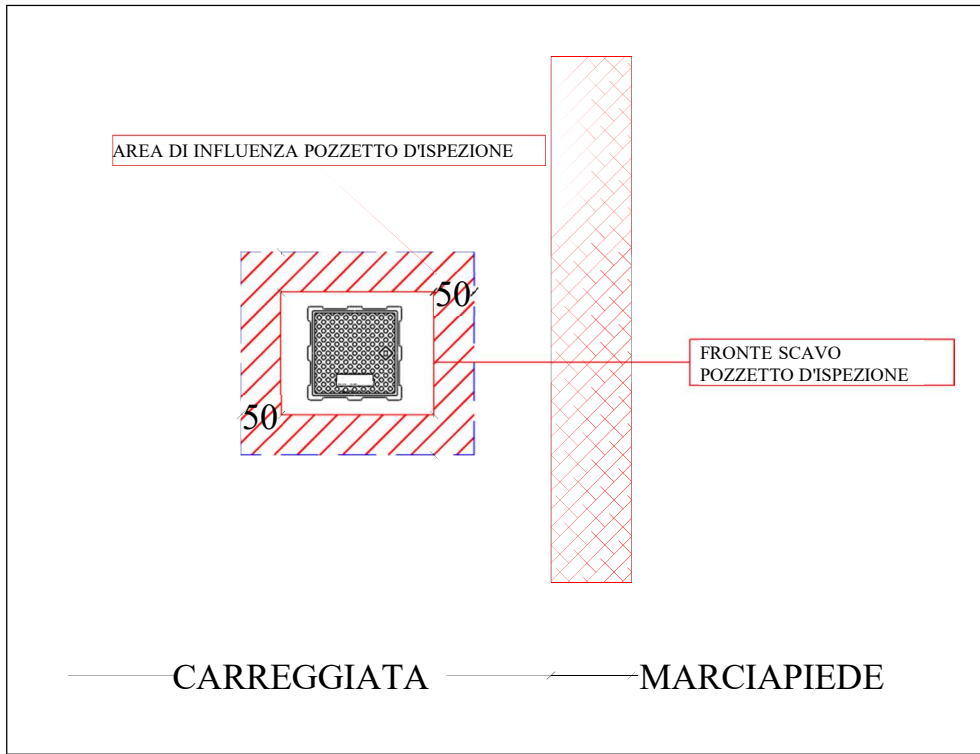 AREA DI INFLUENZA POZZETTO D'ISPEZIONE
50
FRONTE SCAVO
POZZETTO D'ISPEZIONE
50
CARREGGIATA
MARCIAPIEDE